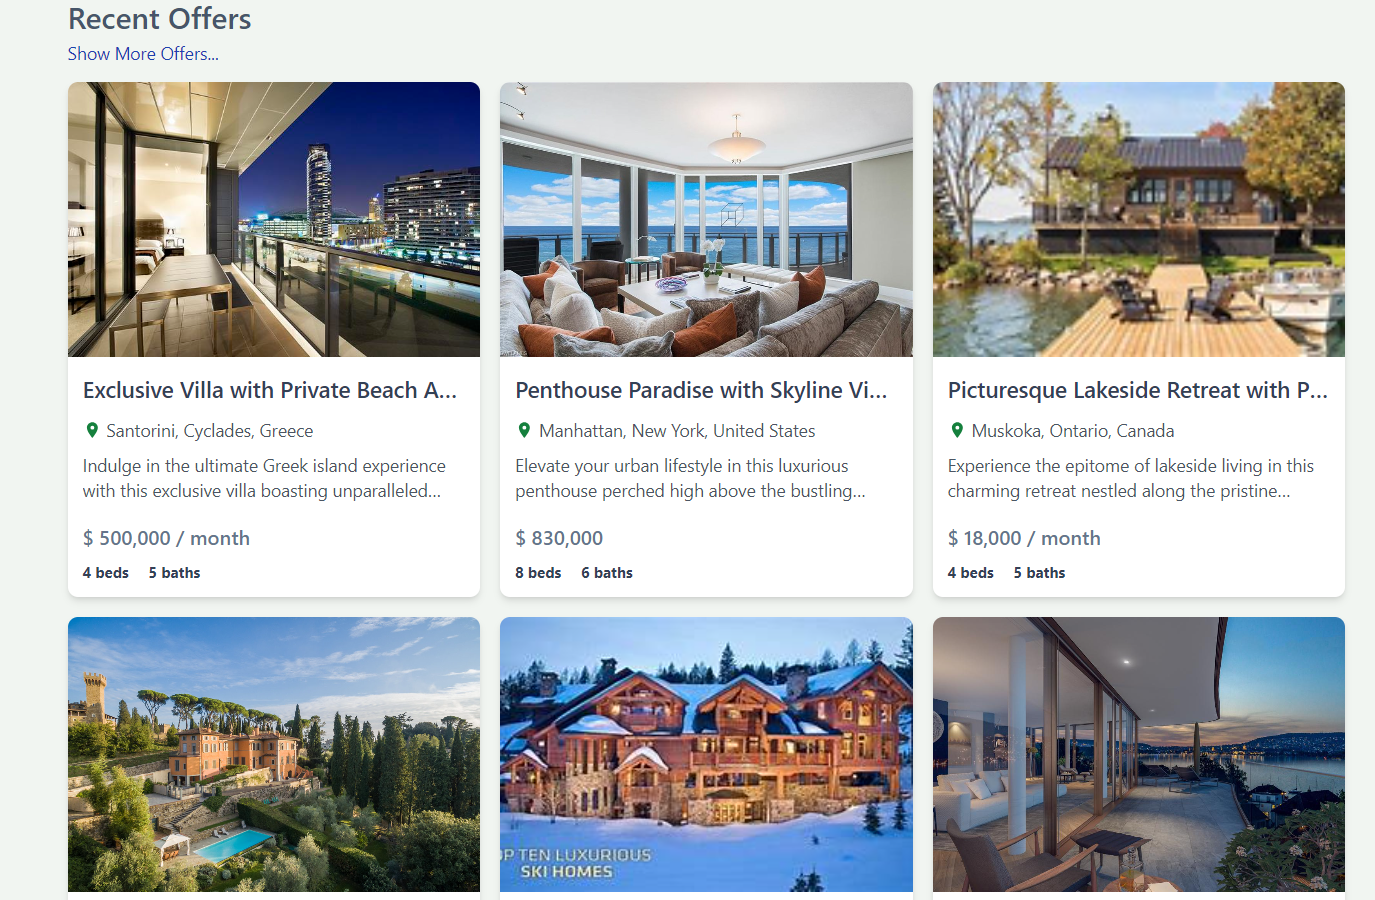 Recent Offers
Show More Offers...
Exclusive Villa with Private Beach A...
Santorini, Cyclades, Greece
Indulge in the ultimate Greek island experience
with this exclusive villa boasting unparalleled...
$ 500,000 / month
4 beds 5 baths
Penthouse Paradise with Skyline Vi...
Manhattan, New York, United States
Elevate your urban lifestyle in this luxurious
penthouse perched high above the bustling...
$ 830,000
8 beds 6 baths
Picturesque Lakeside Retreat with P...
Muskoka, Ontario, Canada
Experience the epitome of lakeside living in this
charming retreat nestled along the pristine...
$ 18,000 / month
4 beds 5 baths
OP TEN LUXURIOUS
SKI HOMES